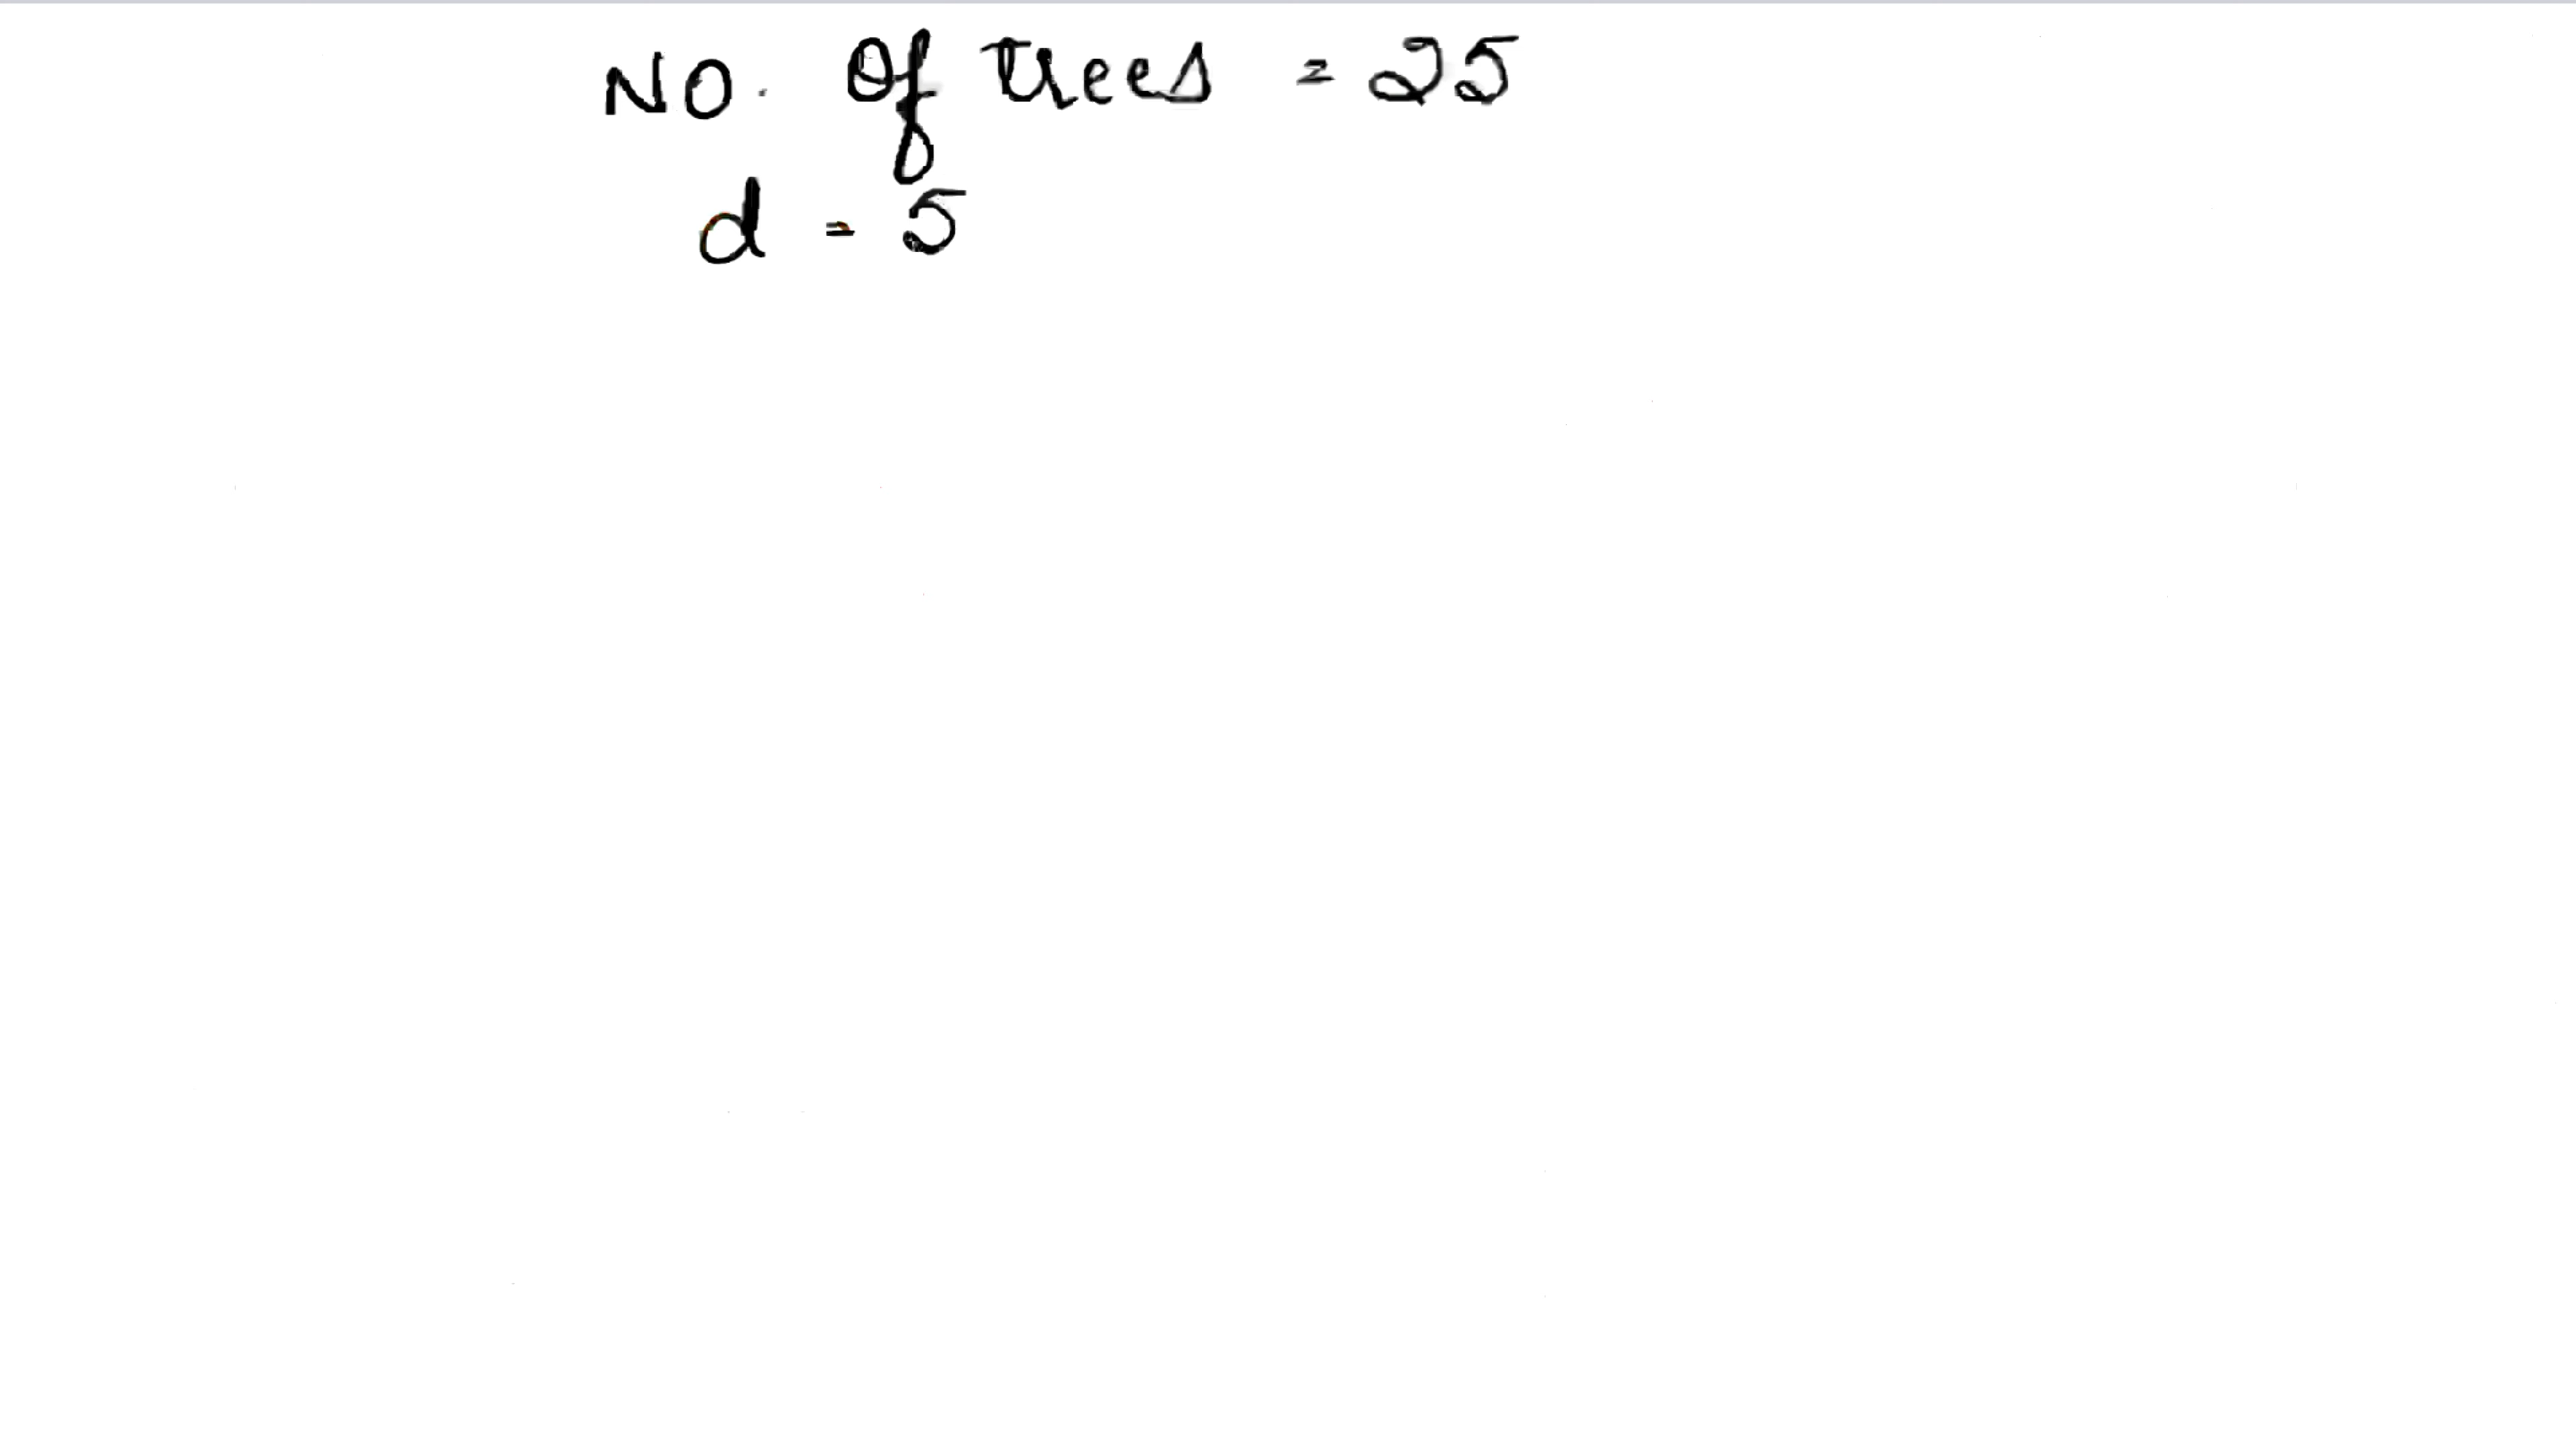 NO. Of trees = 25
d = 5